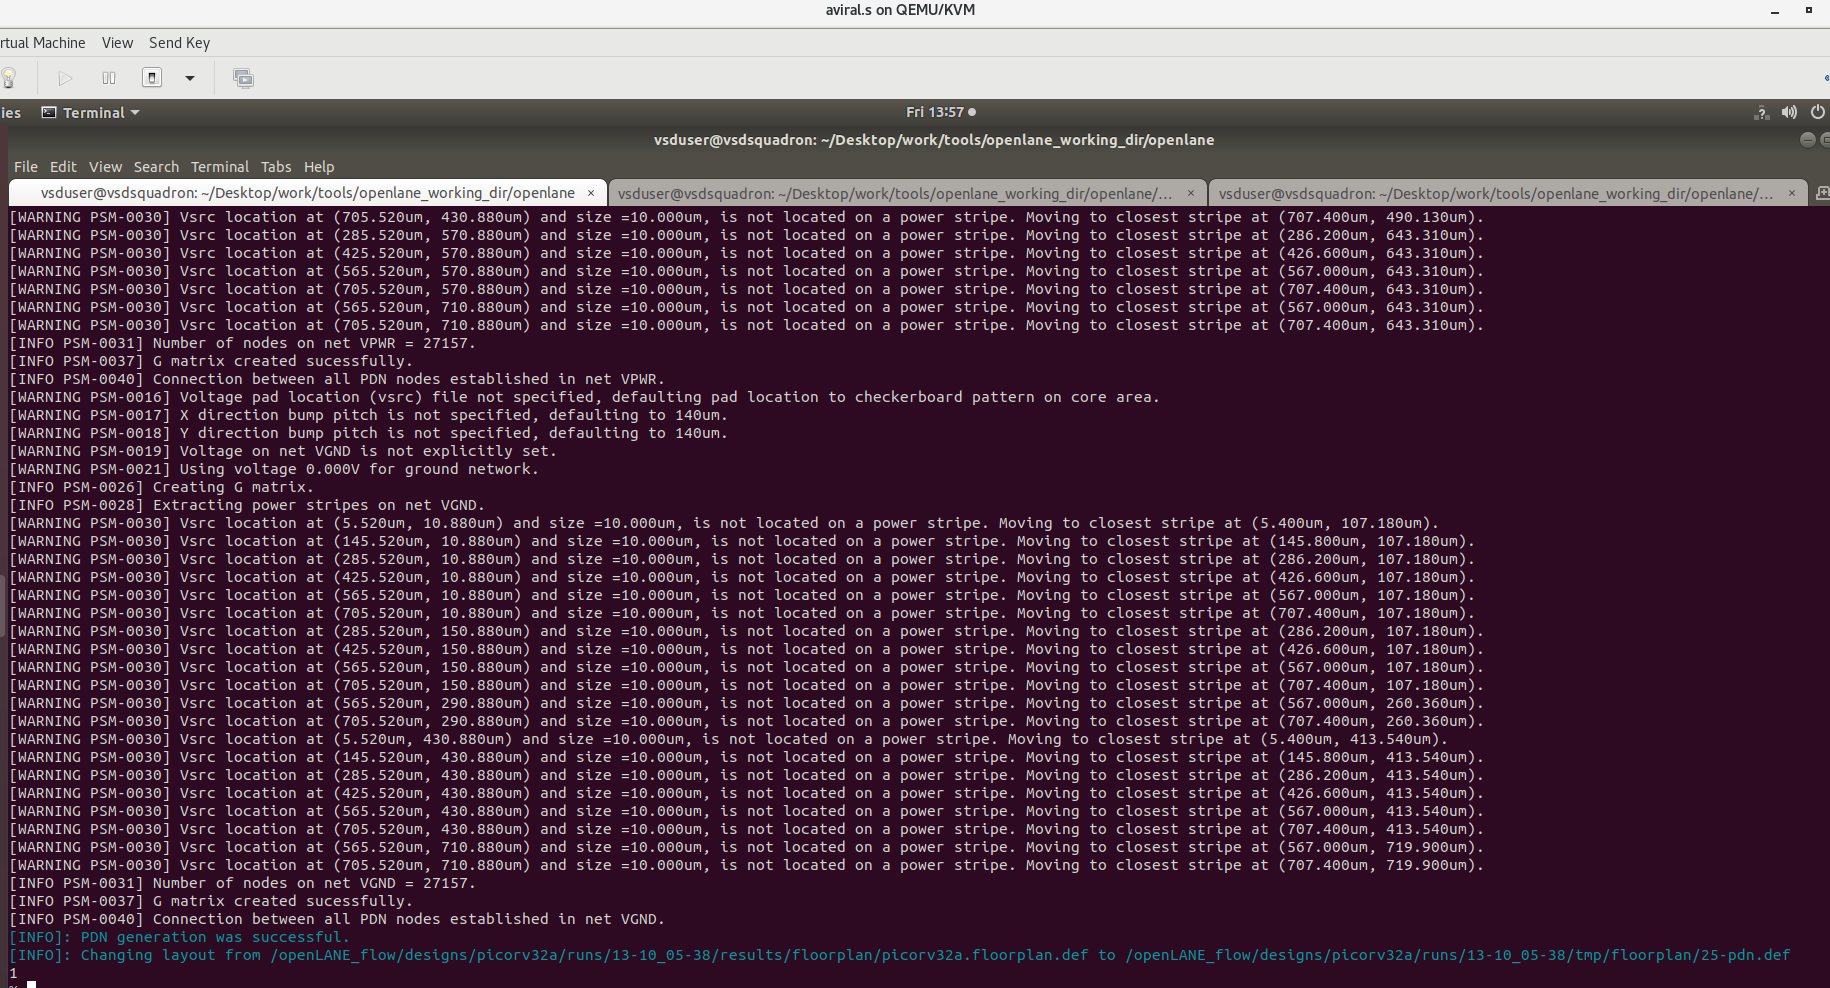 aviral.s on QEMU/KVM
rtual Machine View Send Key
ies Terminal Fri 13:57
vsduser@vsdsquadron: ~/Desktop/work/tools/openlane_working_dir/openlane
File Edit View Search Terminal Tabs Help
vsduser@vsdsquadron: ~/Desktop/work/tools/openlane_working_dir/openlane × vsduser@vsdsquadron: ~/Desktop/work/tools/openlane_working_dir/openlane/... × vsduser@vsdsquadron: ~/Desktop/work/tools/openlane_working_dir/openlane/... ×
[WARNING PSM-0030] Vsrc location at (705.520um, 430.880um) and size =10.000um, is not located on a power stripe. Moving to closest stripe at (707.400um, 490.130um).
[WARNING PSM-0030] Vsrc location at (285.520um, 570.880um) and size =10.000um, is not located on a power stripe. Moving to closest stripe at (286.200um, 643.310um).
[WARNING PSM-0030] Vsrc location at (425.520um, 570.880um) and size =10.000um, is not located on a power stripe. Moving to closest stripe at (426.600um, 643.310um).
[WARNING PSM-0030] Vsrc location at (565.520um, 570.880um) and size =10.000um, is not located on a power stripe. Moving to closest stripe at (567.000um, 643.310um).
[WARNING PSM-0030] Vsrc location at (705.520um, 570.880um) and size =10.000um, is not located on a power stripe. Moving to closest stripe at (707.400um, 643.310um).
[WARNING PSM-0030] Vsrc location at (565.520um, 710.880um) and size =10.000um, is not located on a power stripe. Moving to closest stripe at (567.000um, 643.310um).
[WARNING PSM-0030] Vsrc location at (705.520um, 710.880um) and size =10.000um, is not located on a power stripe. Moving to closest stripe at (707.400um, 643.310um).
[INFO PSM-0031] Number of nodes on net VPWR = 27157.
[INFO PSM-0037] G matrix created sucessfully.
[INFO PSM-0040] Connection between all PDN nodes established in net VPWR.
[WARNING PSM-0016] Voltage pad location (vsrc) file not specified, defaulting pad location to checkerboard pattern on core area.
[WARNING PSM-0017] X direction bump pitch is not specified, defaulting to 140um.
[WARNING PSM-0018] Y direction bump pitch is not specified, defaulting to 140um.
[WARNING PSM-0019] Voltage on net VGND is not explicitly set.
[WARNING PSM-0021] Using voltage 0.000V for ground network.
[INFO PSM-0026] Creating G matrix.
[INFO PSM-0028] Extracting power stripes on net VGND.
[WARNING PSM-0030] Vsrc location at (5.520um, 10.880um) and size =10.000um, is not located on a power stripe. Moving to closest stripe at (5.400um, 107.180um).
[WARNING PSM-0030] Vsrc location at (145.520um, 10.880um) and size =10.000um, is not located on a power stripe. Moving to closest stripe at (145.800um, 107.180um).
[WARNING PSM-0030] Vsrc location at (285.520um, 10.880um) and size =10.000um, is not located on a power stripe. Moving to closest stripe at (286.200um, 107.180um).
[WARNING PSM-0030] Vsrc location at (425.520um, 10.880um) and size =10.000um, is not located on a power stripe. Moving to closest stripe at (426.600um, 107.180um).
[WARNING PSM-0030] Vsrc location at (565.520um, 10.880um) and size =10.000um, is not located on a power stripe. Moving to closest stripe at (567.000um, 107.180um).
[WARNING PSM-0030] Vsrc location at (705.520um, 10.880um) and size =10.000um, is not located on a power stripe. Moving to closest stripe at (707.400um, 107.180um).
[WARNING PSM-0030] Vsrc location at (285.520um, 150.880um) and size =10.000um, is not located on a power stripe. Moving to closest stripe at (286.200um, 107.180um).
[WARNING PSM-0030] Vsrc location at (425.520um, 150.880um) and size =10.000um, is not located on a power stripe. Moving to closest stripe at (426.600um, 107.180um).
[WARNING PSM-0030] Vsrc location at (565.520um, 150.880um) and size =10.000um, is not located on a power stripe. Moving to closest stripe at (567.000um, 107.180um).
[WARNING PSM-0030] Vsrc location at (705.520um, 150.880um) and size =10.000um, is not located on a power stripe. Moving to closest stripe at (707.400um, 107.180um).
[WARNING PSM-0030] Vsrc location at (565.520um, 290.880um) and size =10.000um, is not located on a power stripe. Moving to closest stripe at (567.000um, 260.360um).
[WARNING PSM-0030] Vsrc location at (705.520um, 290.880um) and size =10.000um, is not located on a power stripe. Moving to closest stripe at (707.400um, 260.360um).
[WARNING PSM-0030] Vsrc location at (5.520um, 430.880um) and size =10.000um, is not located on a power stripe. Moving to closest stripe at (5.400um, 413.540um).
[WARNING PSM-0030] Vsrc location at (145.520um, 430.880um) and size =10.000um, is not located on a power stripe. Moving to closest stripe at (145.800um, 413.540um).
[WARNING PSM-0030] Vsrc location at (285.520um, 430.880um) and size =10.000um, is not located on a power stripe. Moving to closest stripe at (286.200um, 413.540um).
[WARNING PSM-0030] Vsrc location at (425.520um, 430.880um) and size =10.000um, is not located on a power stripe. Moving to closest stripe at (426.600um, 413.540um).
[WARNING PSM-0030] Vsrc location at (565.520um, 430.880um) and size =10.000um, is not located on a power stripe. Moving to closest stripe at (567.000um, 413.540um).
[WARNING PSM-0030] Vsrc location at (705.520um, 430.880um) and size =10.000um, is not located on a power stripe. Moving to closest stripe at (707.400um, 413.540um).
[WARNING PSM-0030] Vsrc location at (565.520um, 710.880um) and size =10.000um, is not located on a power stripe. Moving to closest stripe at (567.000um, 719.900um).
[WARNING PSM-0030] Vsrc location at (705.520um, 710.880um) and size =10.000um, is not located on a power stripe. Moving to closest stripe at (707.400um, 719.900um).
[INFO PSM-0031] Number of nodes on net VGND = 27157.
[INFO PSM-0037] G matrix created sucessfully.
[INFO PSM-0040] Connection between all PDN nodes established in net VGND.
[INFO]: PDN generation was successful.
[INFO]: Changing layout from /openLANE_flow/designs/picorv32a/runs/13-10_05-38/results/floorplan/picorv32a.floorplan.def to /openLANE_flow/designs/picorv32a/runs/13-10_05-38/tmp/floorplan/25-pdn.def
1
%